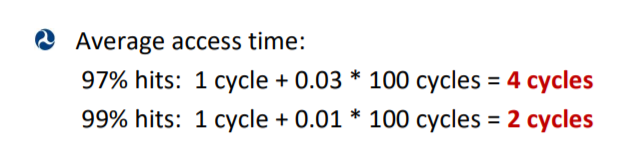 Average access time:
97% hits: 1 cycle + 0.03 * 100 cycles = 4 cycles
99% hits: 1 cycle + 0.01 * 100 cycles = 2 cycles